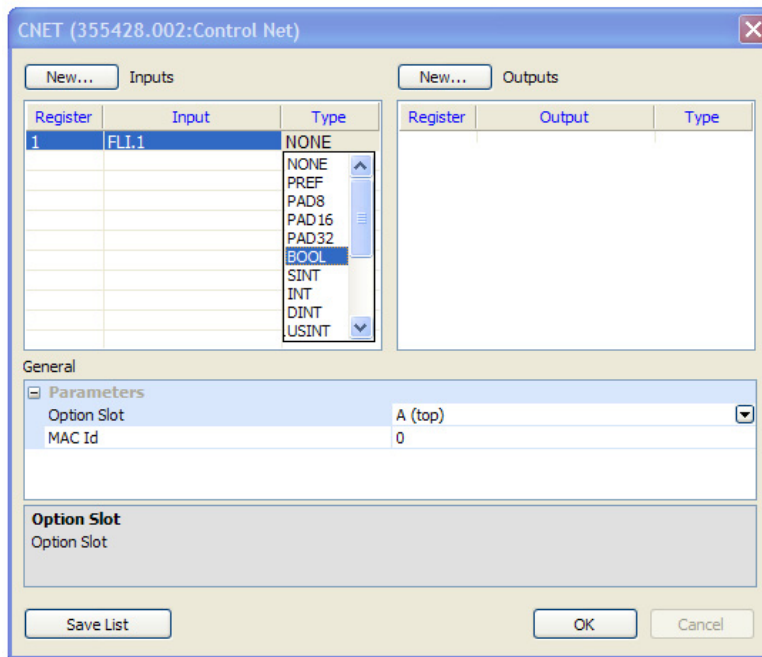 CNET (355428.002:Control Net)
New... Inputs
New... Outputs
Register Input Type
Register Output Type
1 FLI.1 NONE
NONE
PREF
PAD8
PAD16
PAD32
BOOL
SINT
INT
DINT
USINT
General
Parameters
Option Slot A (top)
MAC Id 0
Option Slot
Option Slot
Save List OK Cancel